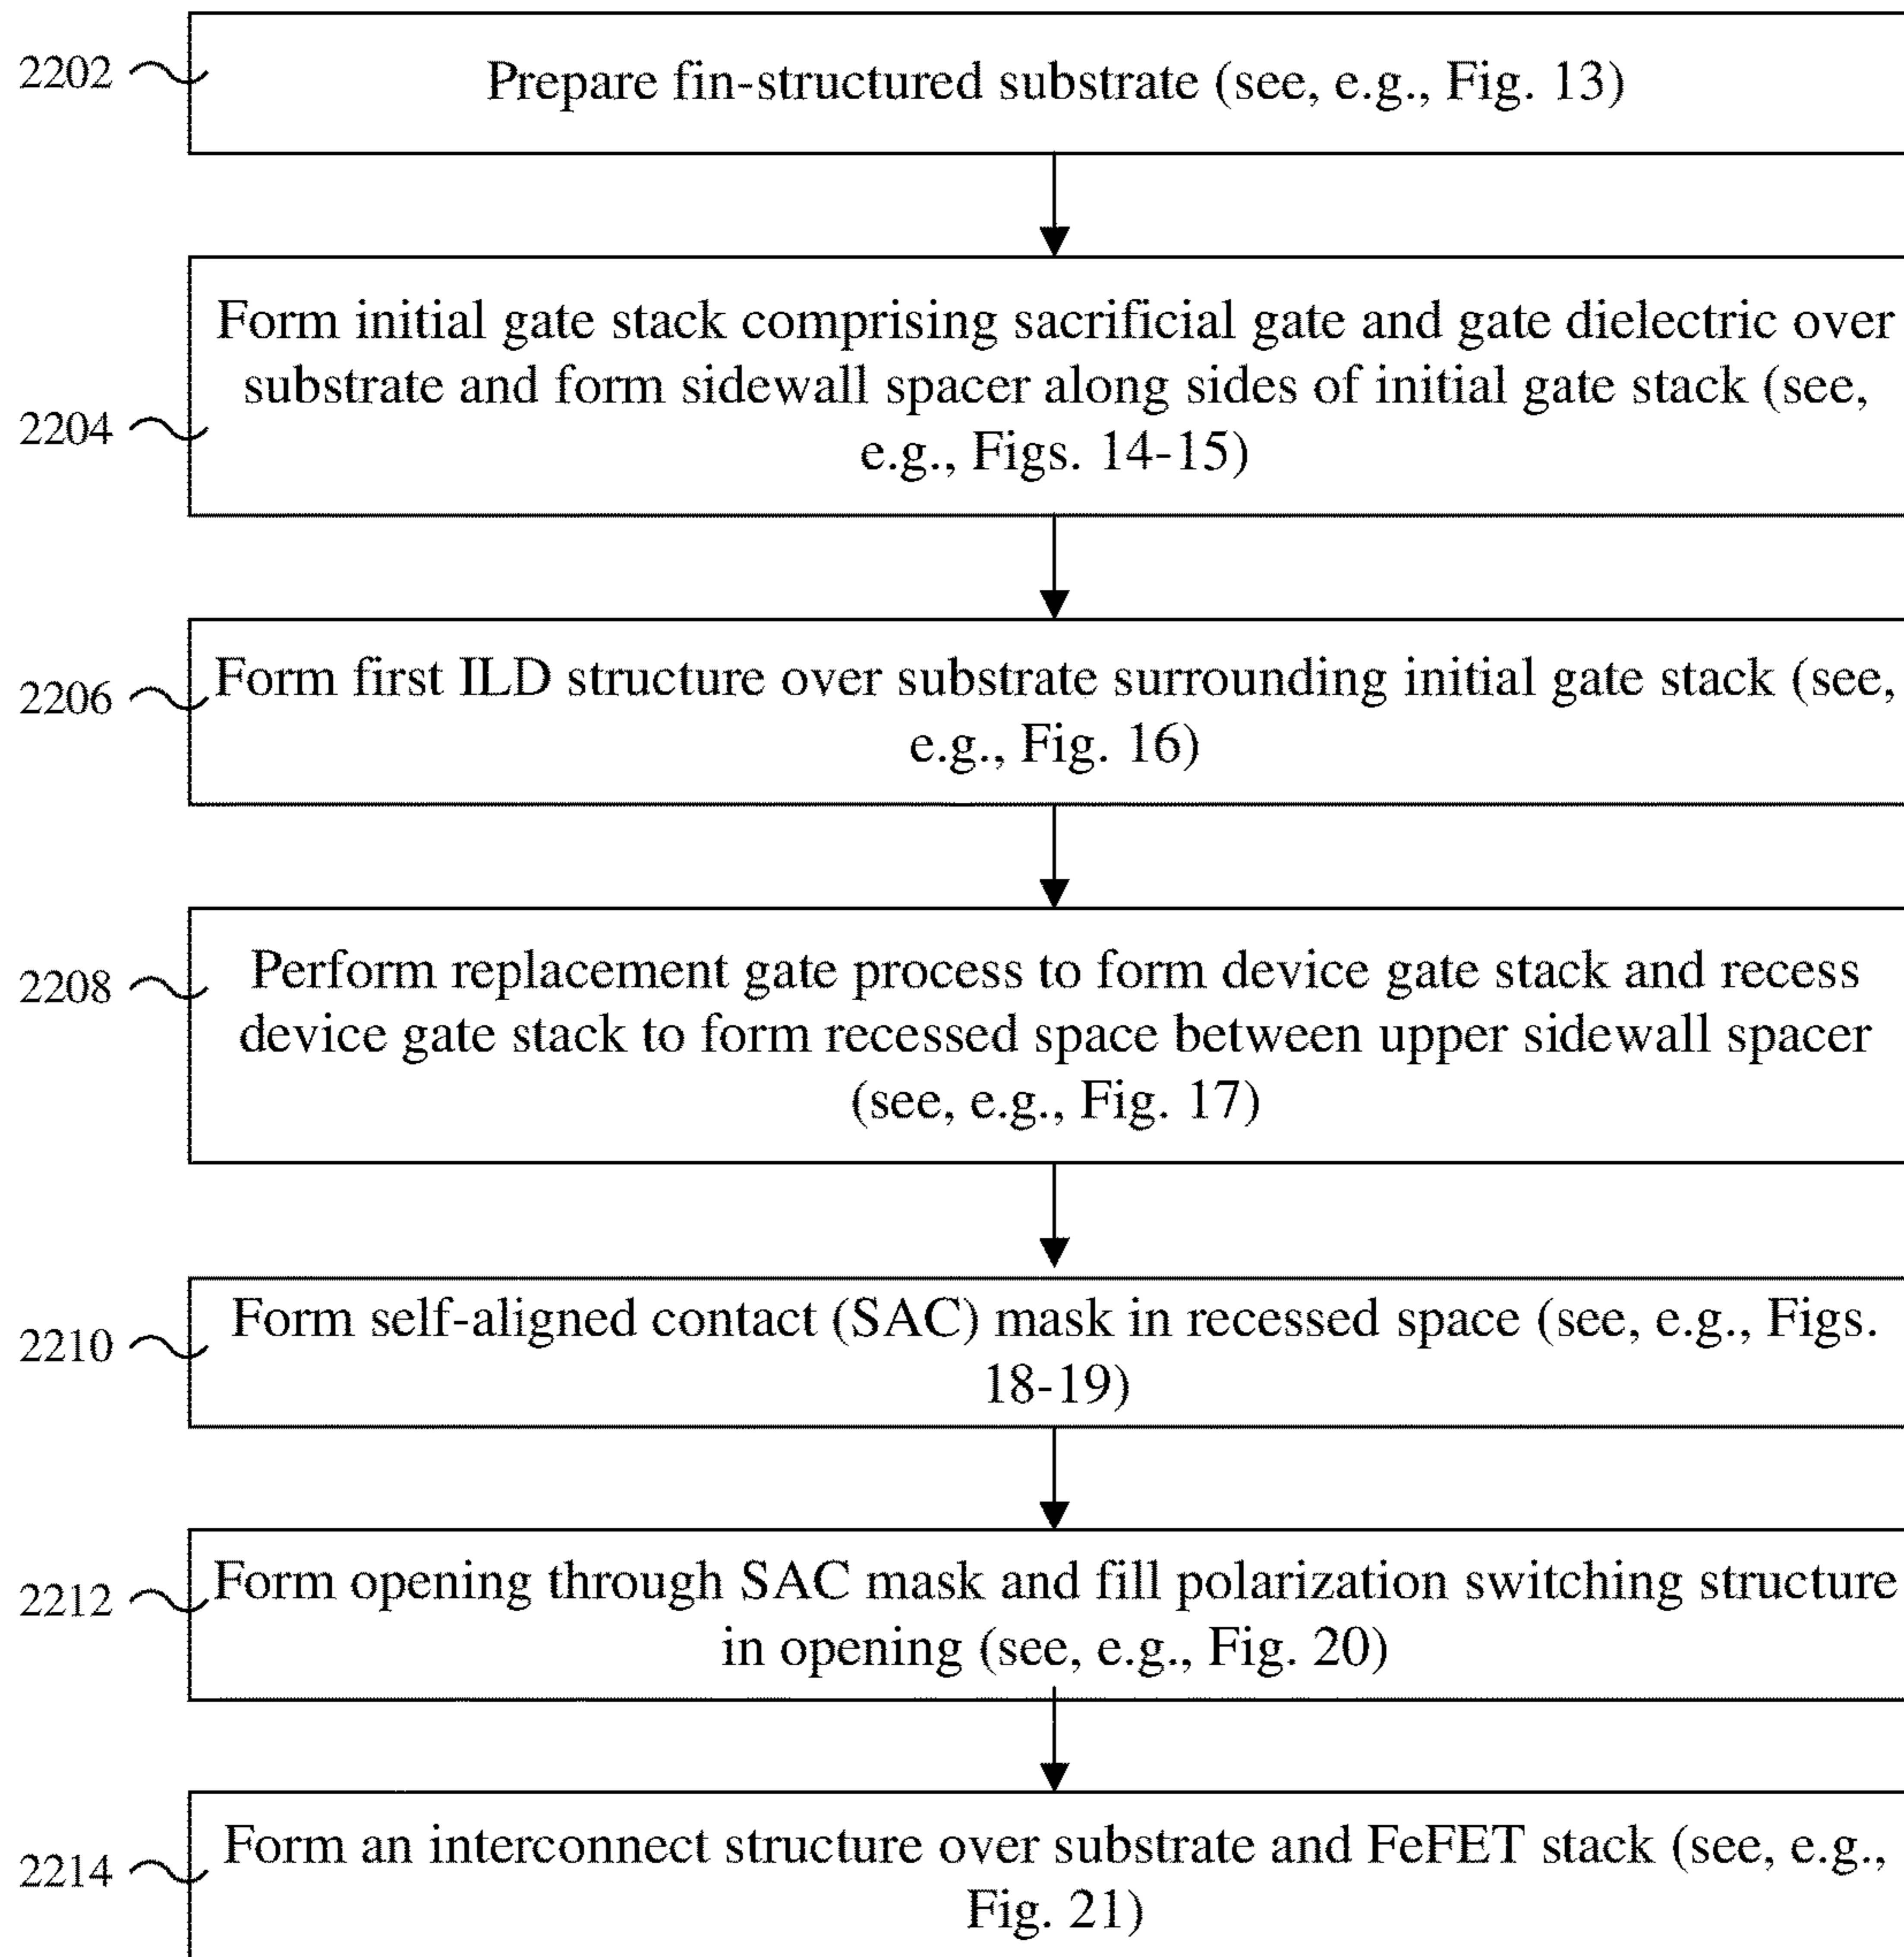 2202
Prepare fin-structured substrate (see, e.g., Fig. 13)
2204
Form initial gate stack comprising sacrificial gate and gate dielectric over
substrate and form sidewall spacer along sides of initial gate stack (see,
e.g., Figs. 14-15)
2206
Form first ILD structure over substrate surrounding initial gate stack (see,
e.g., Fig. 16)
2208
Perform replacement gate process to form device gate stack and recess
device gate stack to form recessed space between upper sidewall spacer
(see, e.g., Fig. 17)
2210
Form self-aligned contact (SAC) mask in recessed space (see, e.g., Figs.
18-19)
2212
Form opening through SAC mask and fill polarization switching structure
in opening (see, e.g., Fig. 20)
2214
Form an interconnect structure over substrate and FeFET stack (see, e.g.,
Fig. 21)